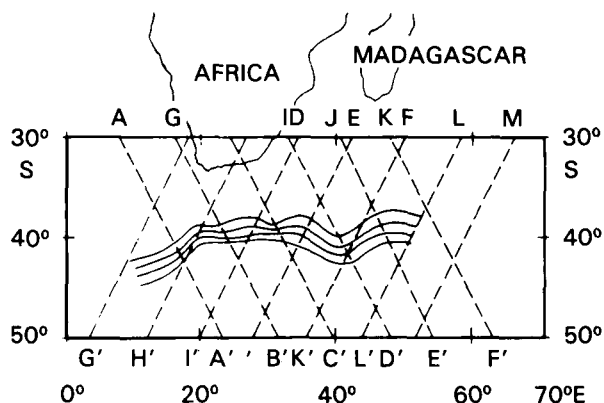 AFRICA
MADAGASCAR
A G ID J E K F L M
30° 30°
S S
40° 40°
50° 50°
G' H' I' A' ' B' K' C' L' D' E' F'
0° 20° 40° 60° 70°E